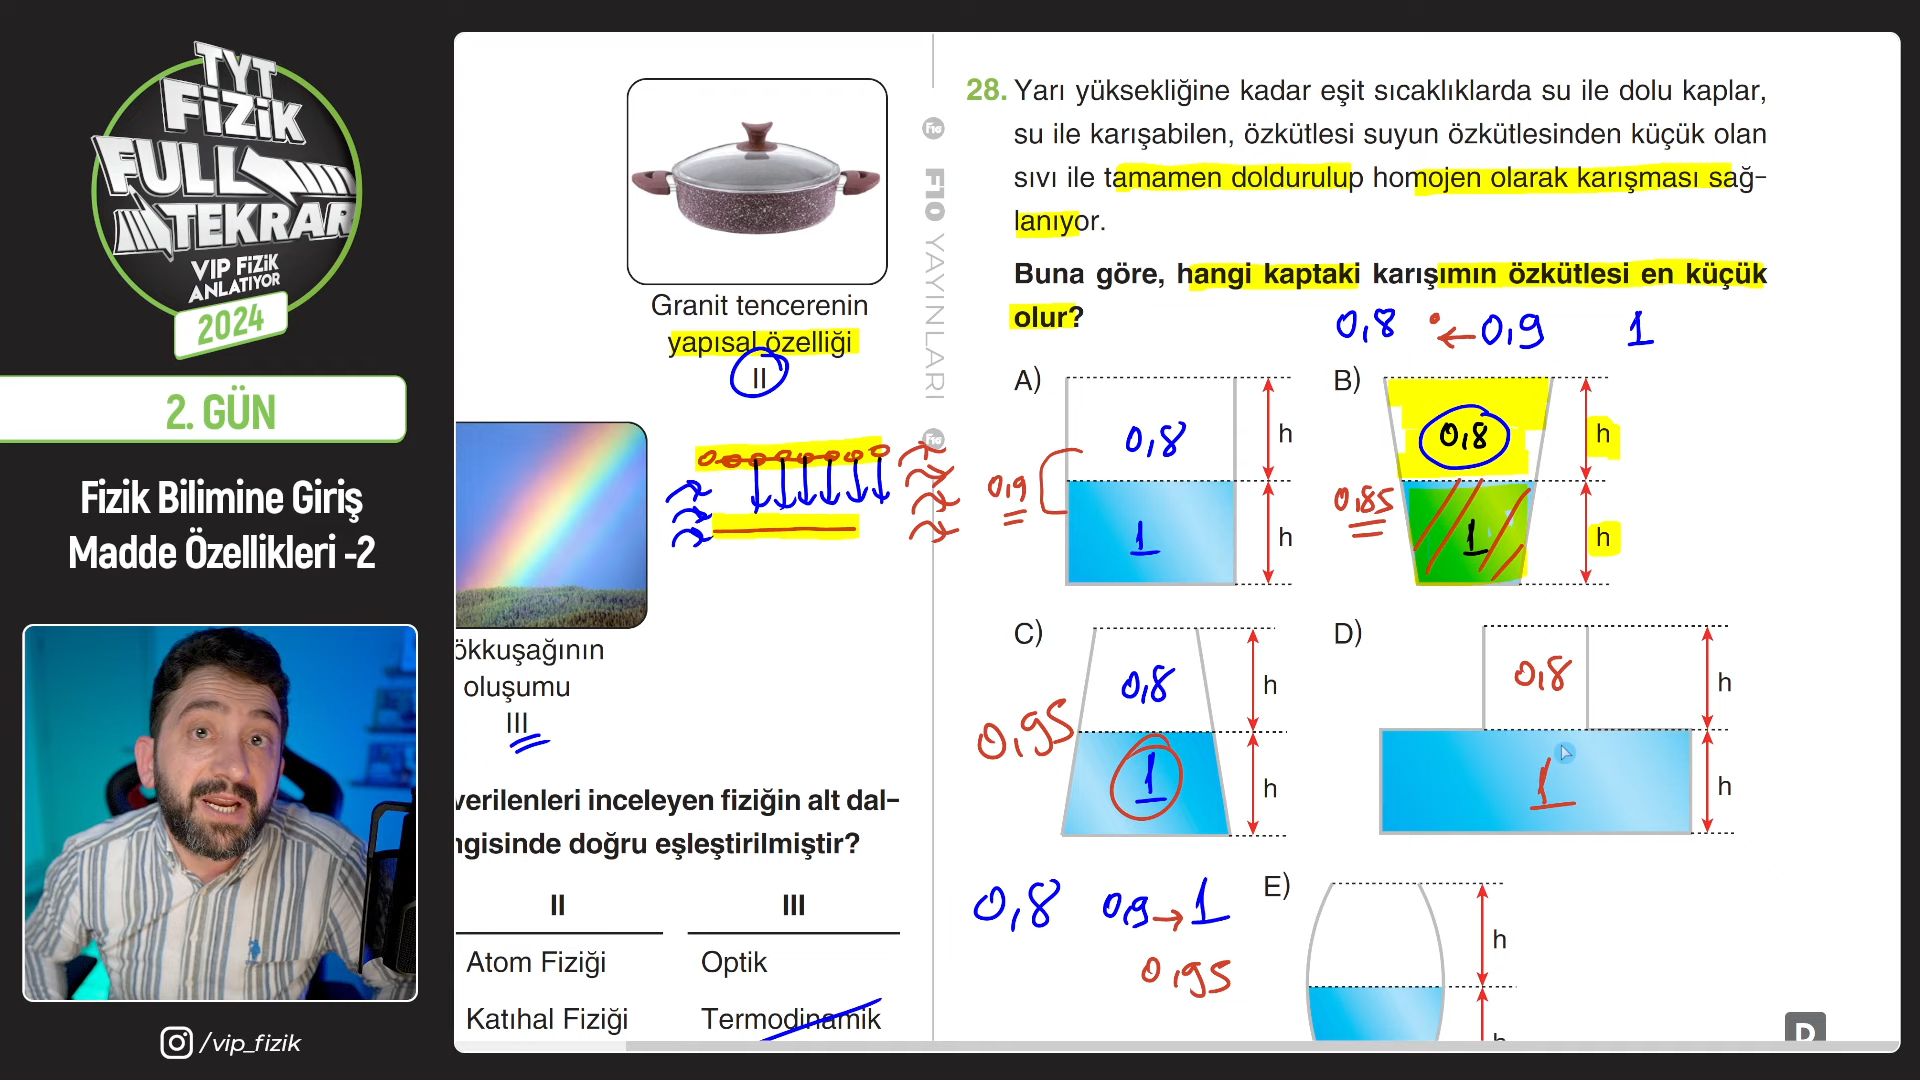 TYT
FiZiK
FULL
TEKRAR
VIP FiZiK
ANLATIYOR
2024
2. GÜN
Fizik Bilimine Giriş
Madde Özellikleri -2
/vip_fizik
Granit tencerenin
yapısal özelliği
II
ökkuşağının
oluşumu
III
verilenleri inceleyen fiziğin alt dal-
ngisinde doğru eşleştirilmiştir?
II III
Atom Fiziği Optik
Katıhal Fiziği Termodinamik
F10 YAYINLARI
28. Yarı yüksekliğine kadar eşit sıcaklıklarda su ile dolu kaplar,
su ile karışabilen, özkütlesi suyun özkütlesinden küçük olan
sıvı ile tamamen doldurulup homojen olarak karışması sağ-
lanıyor.
Buna göre, hangi kaptaki karışımın özkütlesi en küçük
olur?
0,8 0,9 1
A)
0,8
h
0,9
1
h
B)
0,8
h
0,85
1
h
C)
0,8
h
0,95
1
h
D)
0,8
h
1
h
0,8 0,9 → 1
0,95
E)
h
h
D